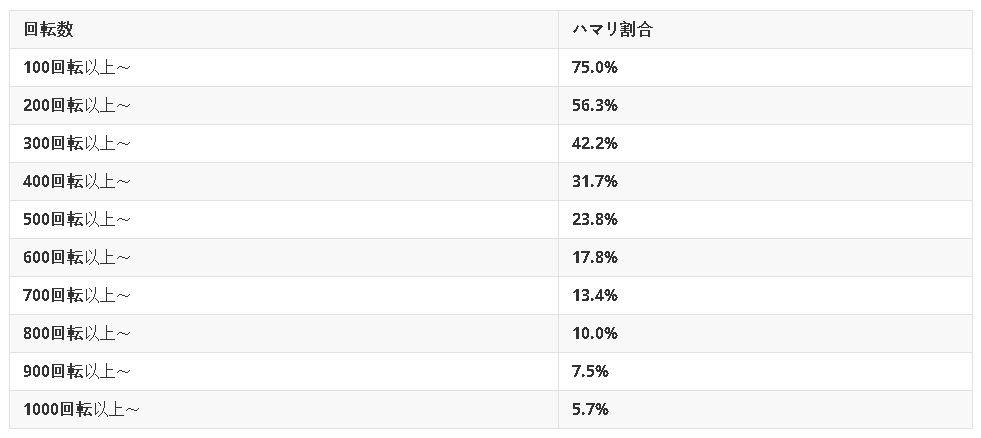 回転数 ハマリ割合
100回転以上～ 75.0%
200回転以上～ 56.3%
300回転以上～ 42.2%
400回転以上～ 31.7%
500回転以上～ 23.8%
600回転以上～ 17.8%
700回転以上～ 13.4%
800回転以上～ 10.0%
900回転以上～ 7.5%
1000回転以上～ 5.7%